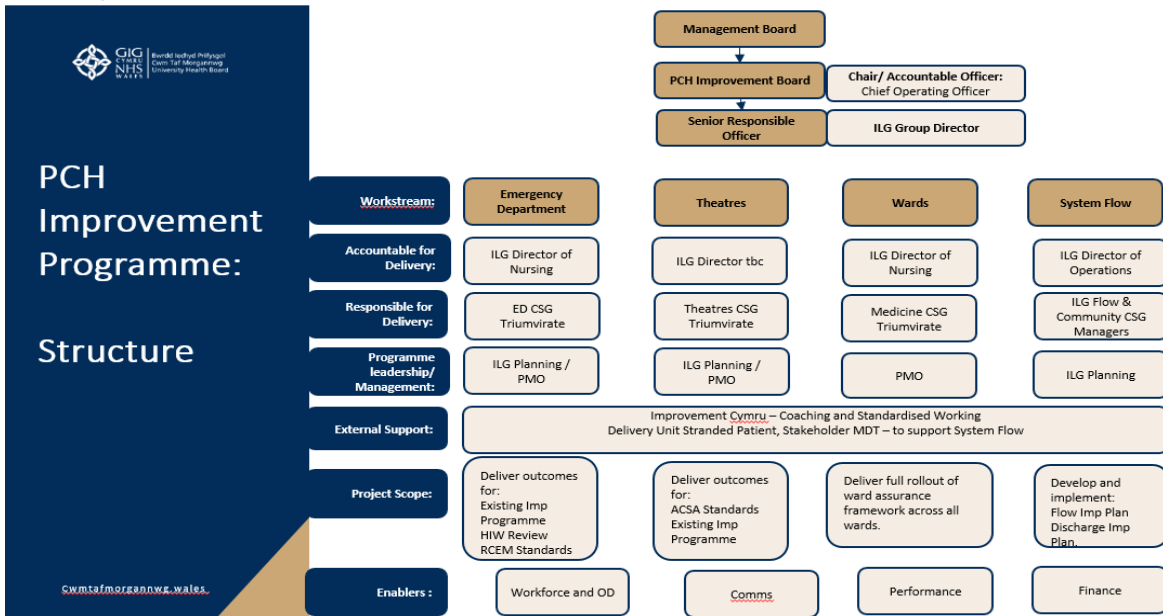 GIG
CYMRU
NHS
WALES
Bwrdd Iechyd Prifysgol
Cwm Taf Morgannwg
University Health Board
PCH
Improvement
Programme:
Structure
Cwmtafmorgannwg.wales
Management Board
PCH Improvement Board
Chair/ Accountable Officer:
Chief Operating Officer
Senior Responsible
Officer
ILG Group Director
Workstream:
Emergency
Department
Theatres
Wards
System Flow
Accountable for
Delivery:
ILG Director of
Nursing
ILG Director tbc
ILG Director of
Nursing
ILG Director of
Operations
Responsible for
Delivery:
ED CSG
Triumvirate
Theatres CSG
Triumvirate
Medicine CSG
Triumvirate
ILG Flow &
Community CSG
Managers
Programme
leadership/
Management:
ILG Planning /
PMO
ILG Planning /
PMO
PMO
ILG Planning
External Support:
Improvement Cymru – Coaching and Standardised Working
Delivery Unit Stranded Patient, Stakeholder MDT – to support System Flow
Project Scope:
Deliver outcomes
for:
Existing Imp
Programme
HIW Review
RCEM Standards
Deliver outcomes
for:
ACSA Standards
Existing Imp
Programme
Deliver full rollout of
ward assurance
framework across all
wards.
Develop and
implement:
Flow Imp Plan
Discharge Imp
Plan.
Enablers :
Workforce and OD
Comms
Performance
Finance